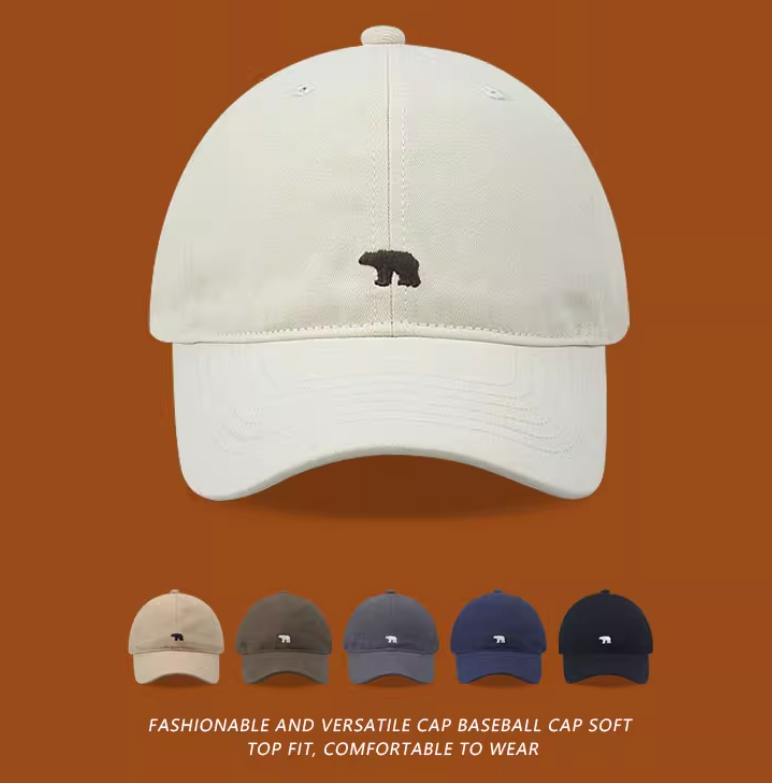 FASHIONABLE AND VERSATILE CAP BASEBALL CAP SOFT
TOP FIT, COMFORTABLE TO WEAR